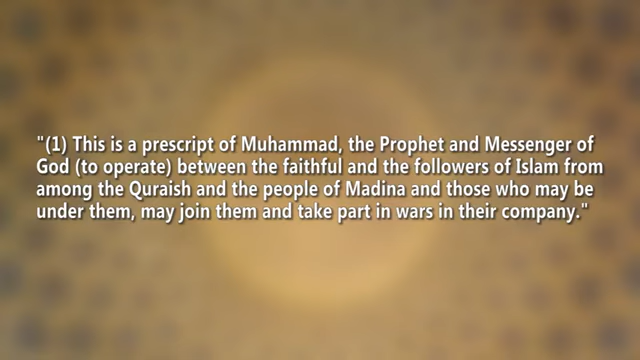 "(1) This is a prescript of Muhammad, the Prophet and Messenger of
God (to operate) between the faithful and the followers of Islam from
among the Quraish and the people of Madina and those who may be
under them, may join them and take part in wars in their company."